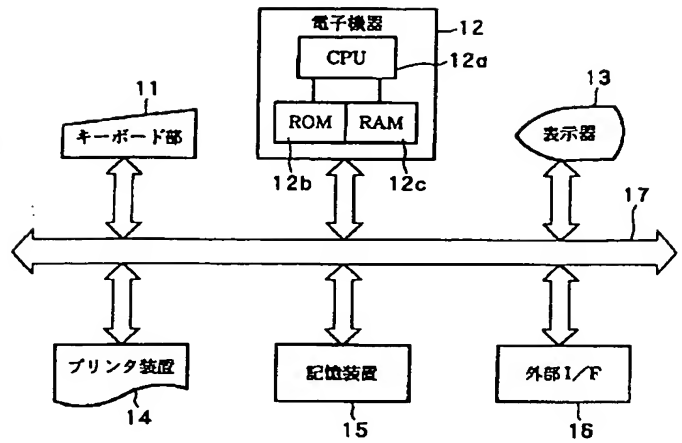 電子機器
12
CPU
12a
11
13
キーボード部
ROM
RAM
表示器
12b
12c
17
プリンタ装置
記憶装置
外部I/F
14
15
16